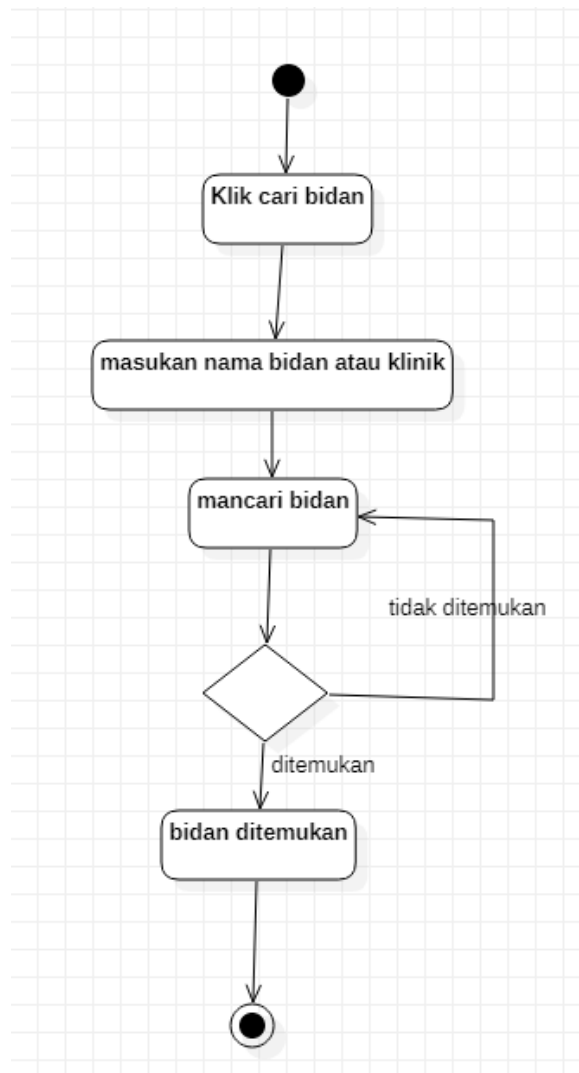 Klik cari bidan
masukan nama bidan atau klinik
mancari bidan
tidak ditemukan
ditemukan
bidan ditemukan